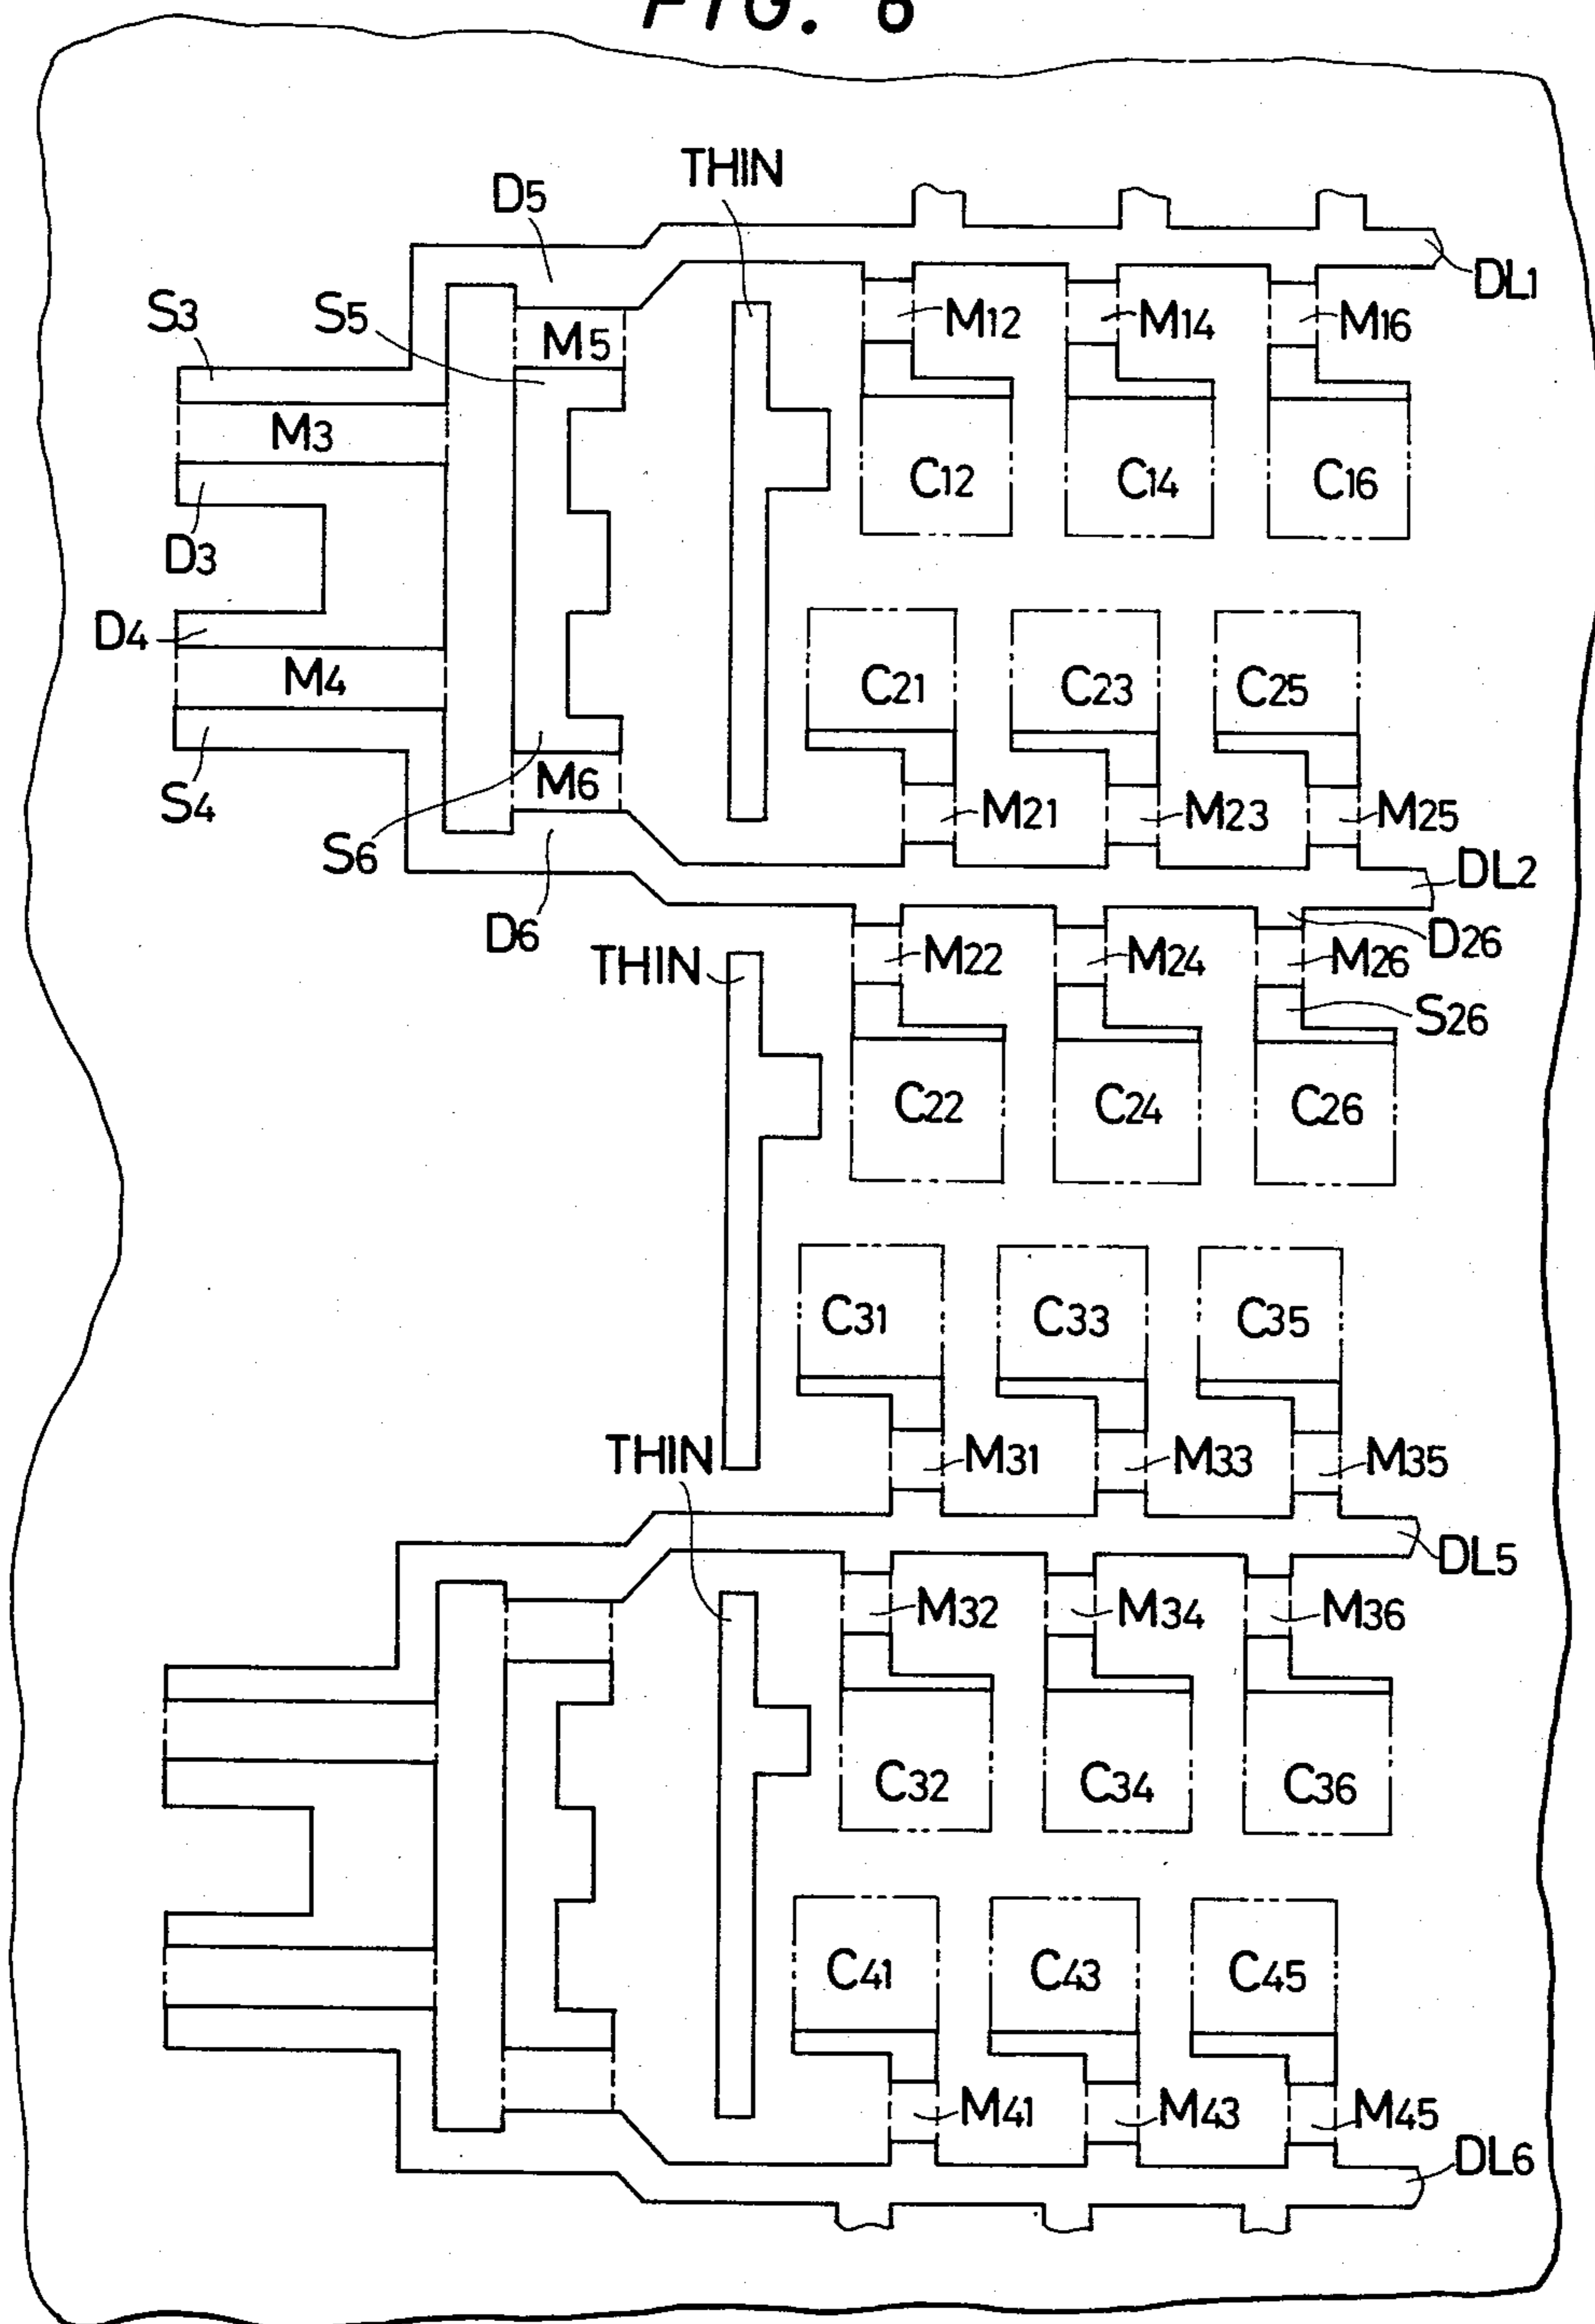 FIG. 6
THIN
D5
DL1
S3
S5
M5
M12
M14
M16
M3
C12
C14
C16
D3
D4
M4
C21
C23
C25
S4
M6
M21
M23
M25
S6
DL2
D6
D26
THIN
M22
M24
M26
S26
C22
C24
C26
C31
C33
C35
THIN
M31
M33
M35
DL5
M32
M34
M36
C32
C34
C36
C41
C43
C45
M41
M43
M45
DL6